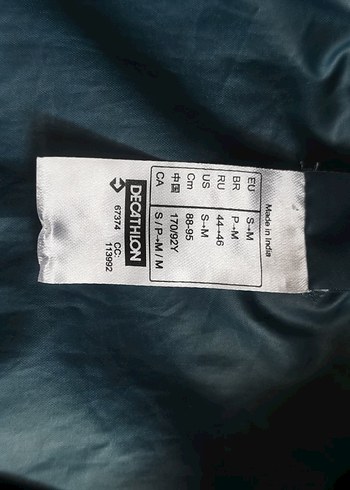 Made in India
EU S→M
BR P→M
RU 44→46
US S→M
Cm 88-95
中国 170/92Y
CA S / P→M / M
DECATHLON
67374 CC:
113992